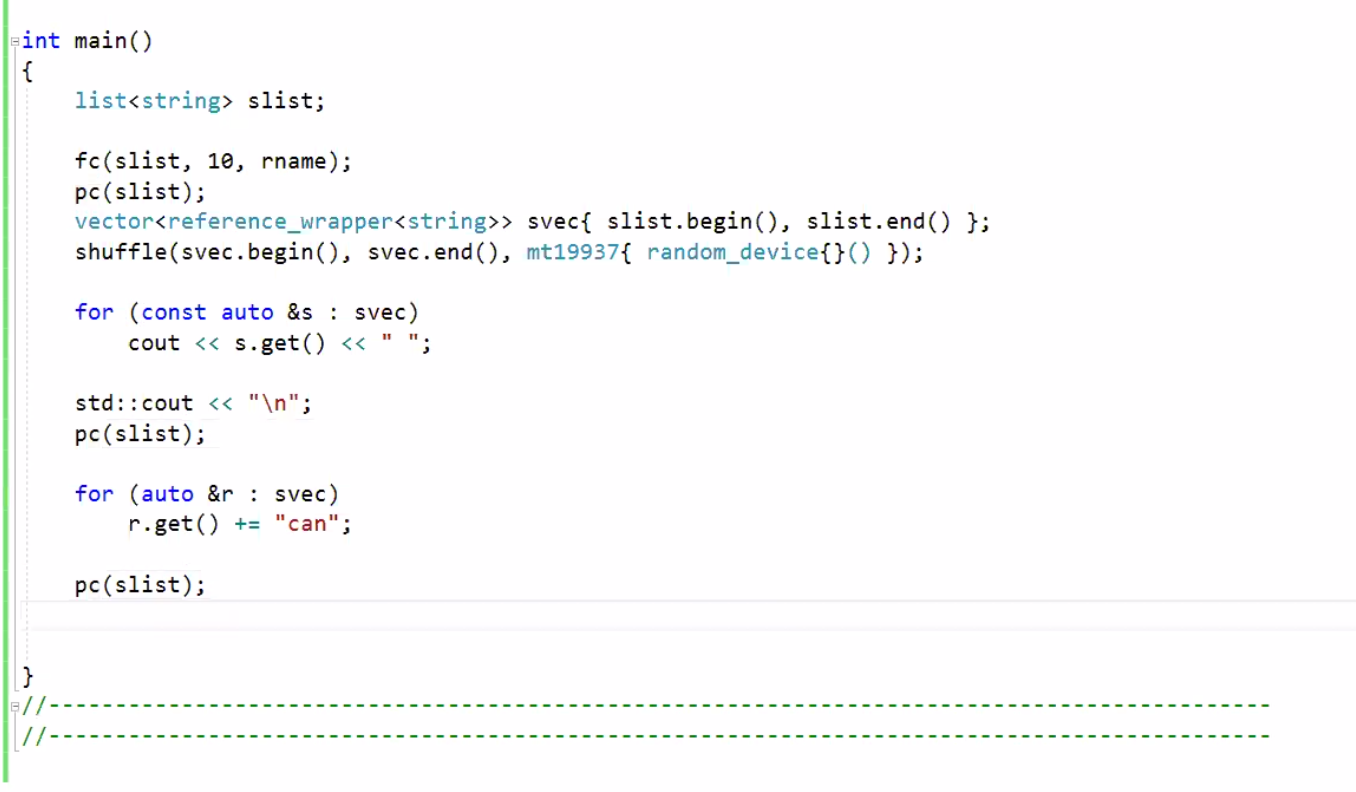 int main()
{
    list<string> slist;

    fc(slist, 10, rname);
    pc(slist);
    vector<reference_wrapper<string>> svec{ slist.begin(), slist.end() };
    shuffle(svec.begin(), svec.end(), mt19937{ random_device{}() });

    for (const auto &s : svec)
        cout << s.get() << " ";

    std::cout << "\n";
    pc(slist);

    for (auto &r : svec)
        r.get() += "can";

    pc(slist);


}
//--------------------------------------------------------------------------------------------
//--------------------------------------------------------------------------------------------